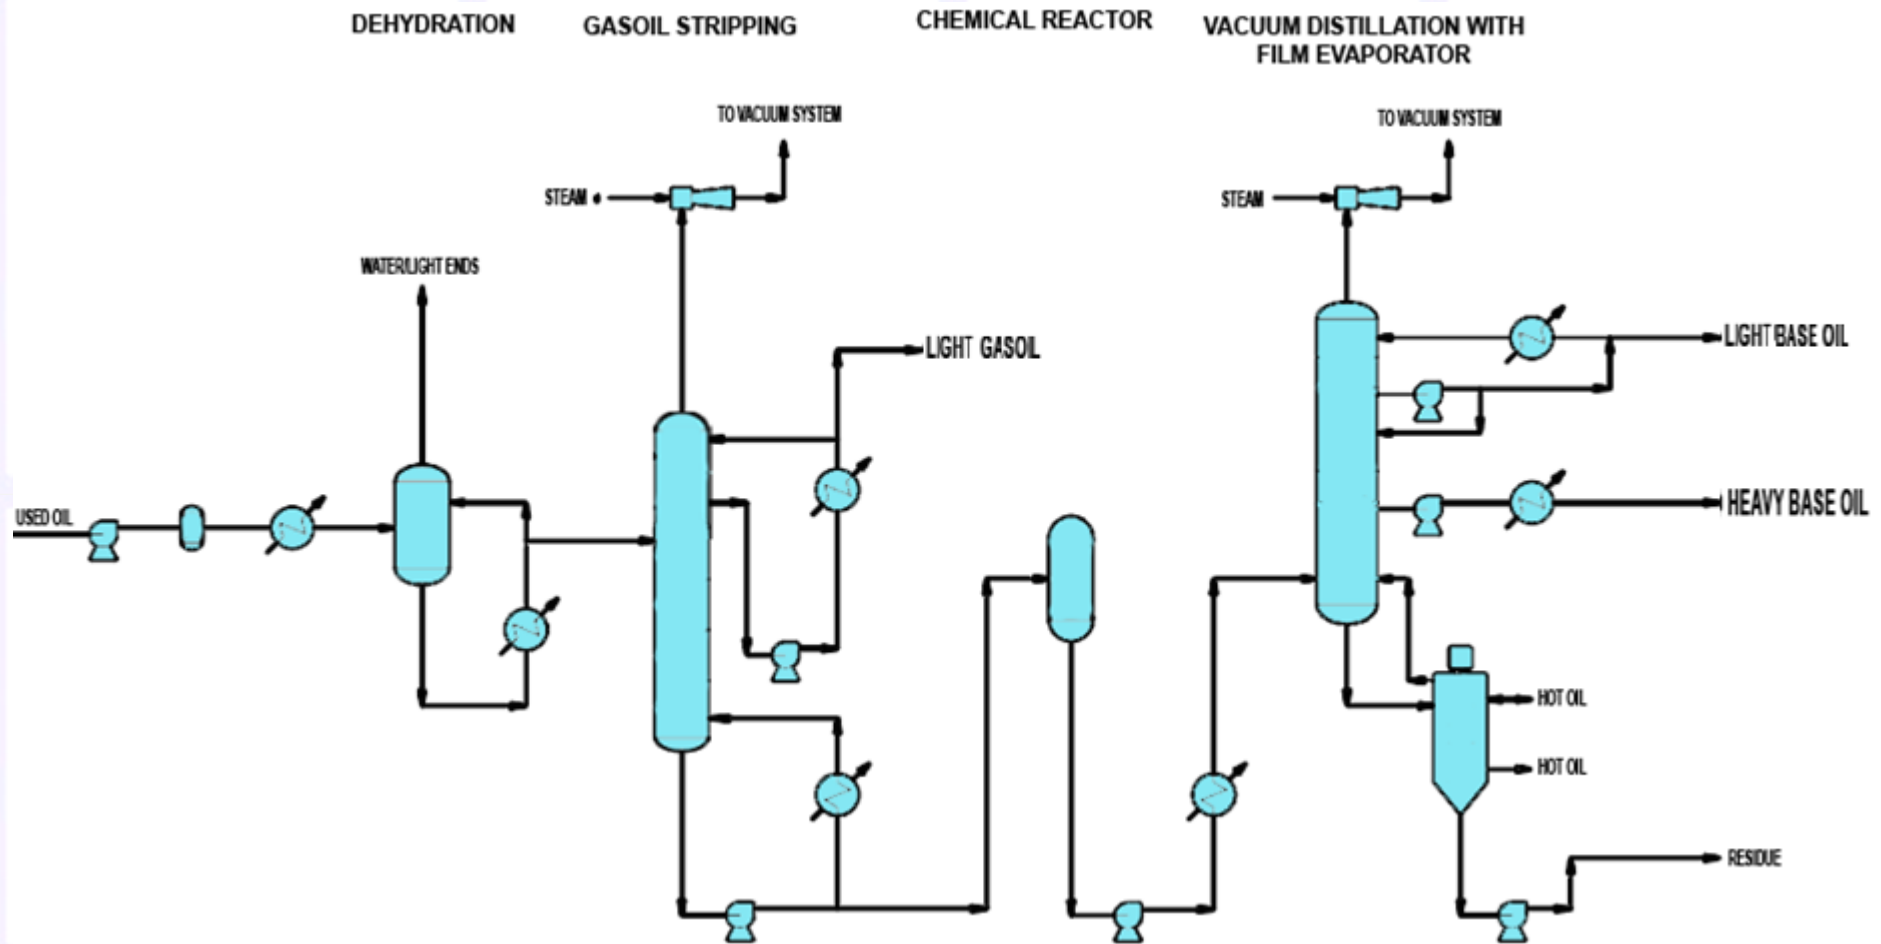 DEHYDRATION
GASOIL STRIPPING
CHEMICAL REACTOR
VACUUM DISTILLATION WITH
FILM EVAPORATOR
TO VACUUM SYSTEM
TO VACUUM SYSTEM
STEAM
STEAM
WATER/LIGHT ENDS
LIGHT GASOIL
LIGHT BASE OIL
USED OIL
HEAVY BASE OIL
HOT OIL
HOT OIL
RESIDUE